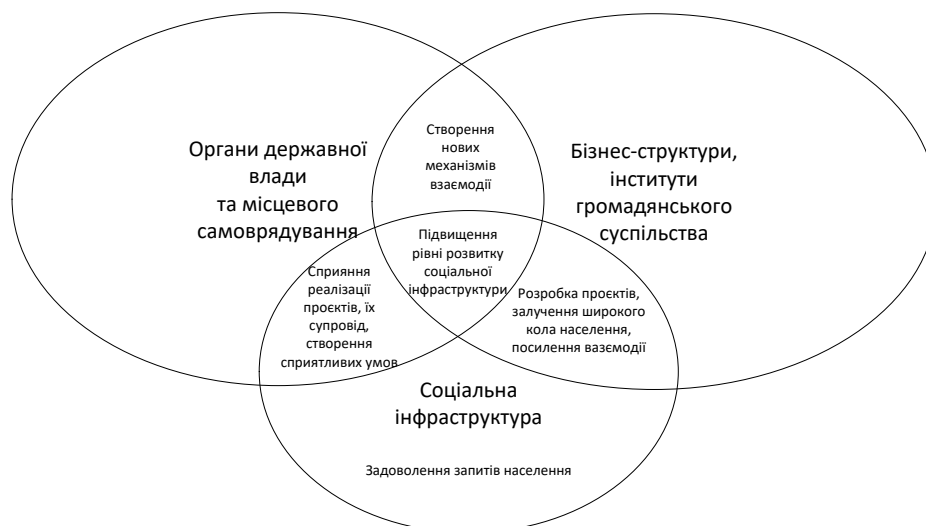 Створення
нових
механізмів
взаємодії
Органи державної
влади
та місцевого
самоврядування
Бізнес-структури,
інститути
громадянського
суспільства
Підвищення
рівні розвитку
соціальної
інфраструктури
Сприяння
реалізації
проєктів, їх
супровід,
створення
сприятливих умов
Розробка проєктів,
залучення широкого
кола населення,
посилення ваземодії
Соціальна
інфраструктура
Задоволення запитів населення